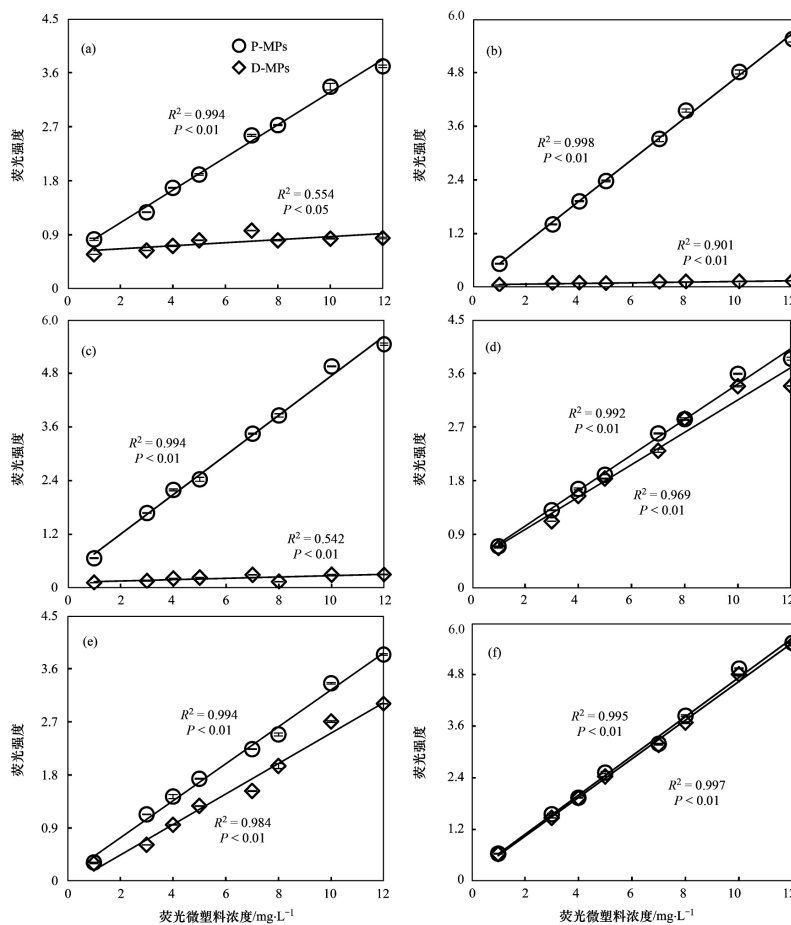 4.5
3.6
2.7
1.8
0.9
0
0 2 4 6 8 10 12
荧光强度
(a)
P-MPs
D-MPs
R² = 0.994
P < 0.01
R² = 0.554
P < 0.05
6.0
4.8
3.6
2.4
1.2
0
0 2 4 6 8 10 12
荧光强度
(b)
R² = 0.998
P < 0.01
R² = 0.901
P < 0.01
6.0
4.8
3.6
2.4
1.2
0
0 2 4 6 8 10 12
荧光强度
(c)
R² = 0.994
P < 0.01
R² = 0.542
P < 0.01
4.5
3.6
2.7
1.8
0.9
0
0 2 4 6 8 10 12
荧光强度
(d)
R² = 0.992
P < 0.01
R² = 0.969
P < 0.01
4.5
3.6
2.7
1.8
0.9
0
0 2 4 6 8 10 12
荧光强度
(e)
R² = 0.994
P < 0.01
R² = 0.984
P < 0.01
荧光微塑料浓度/mg·L⁻¹
6.0
4.8
3.6
2.4
1.2
0
0 2 4 6 8 10 12
荧光强度
(f)
R² = 0.995
P < 0.01
R² = 0.997
P < 0.01
荧光微塑料浓度/mg·L⁻¹